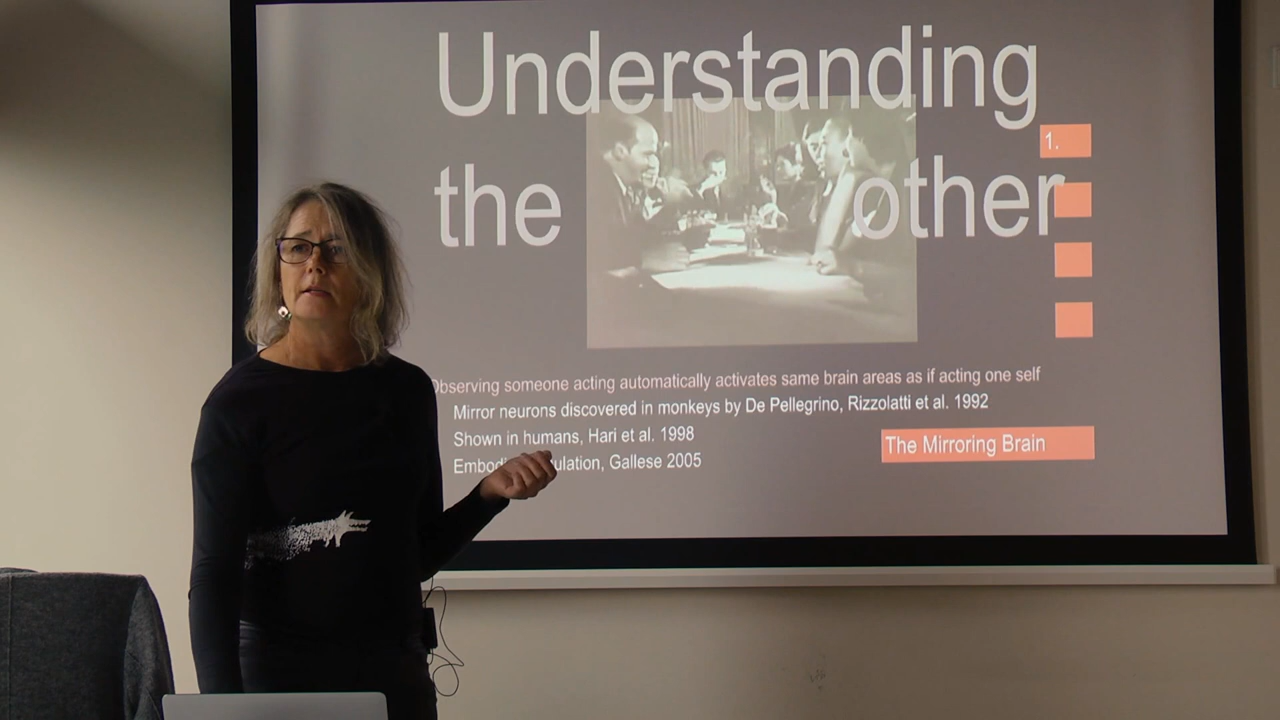 Understanding
the other
1.
Observing someone acting automatically activates same brain areas as if acting one self
Mirror neurons discovered in monkeys by De Pellegrino, Rizzolatti et al. 1992
Shown in humans, Hari et al. 1998
Gallese 2005
The Mirroring Brain